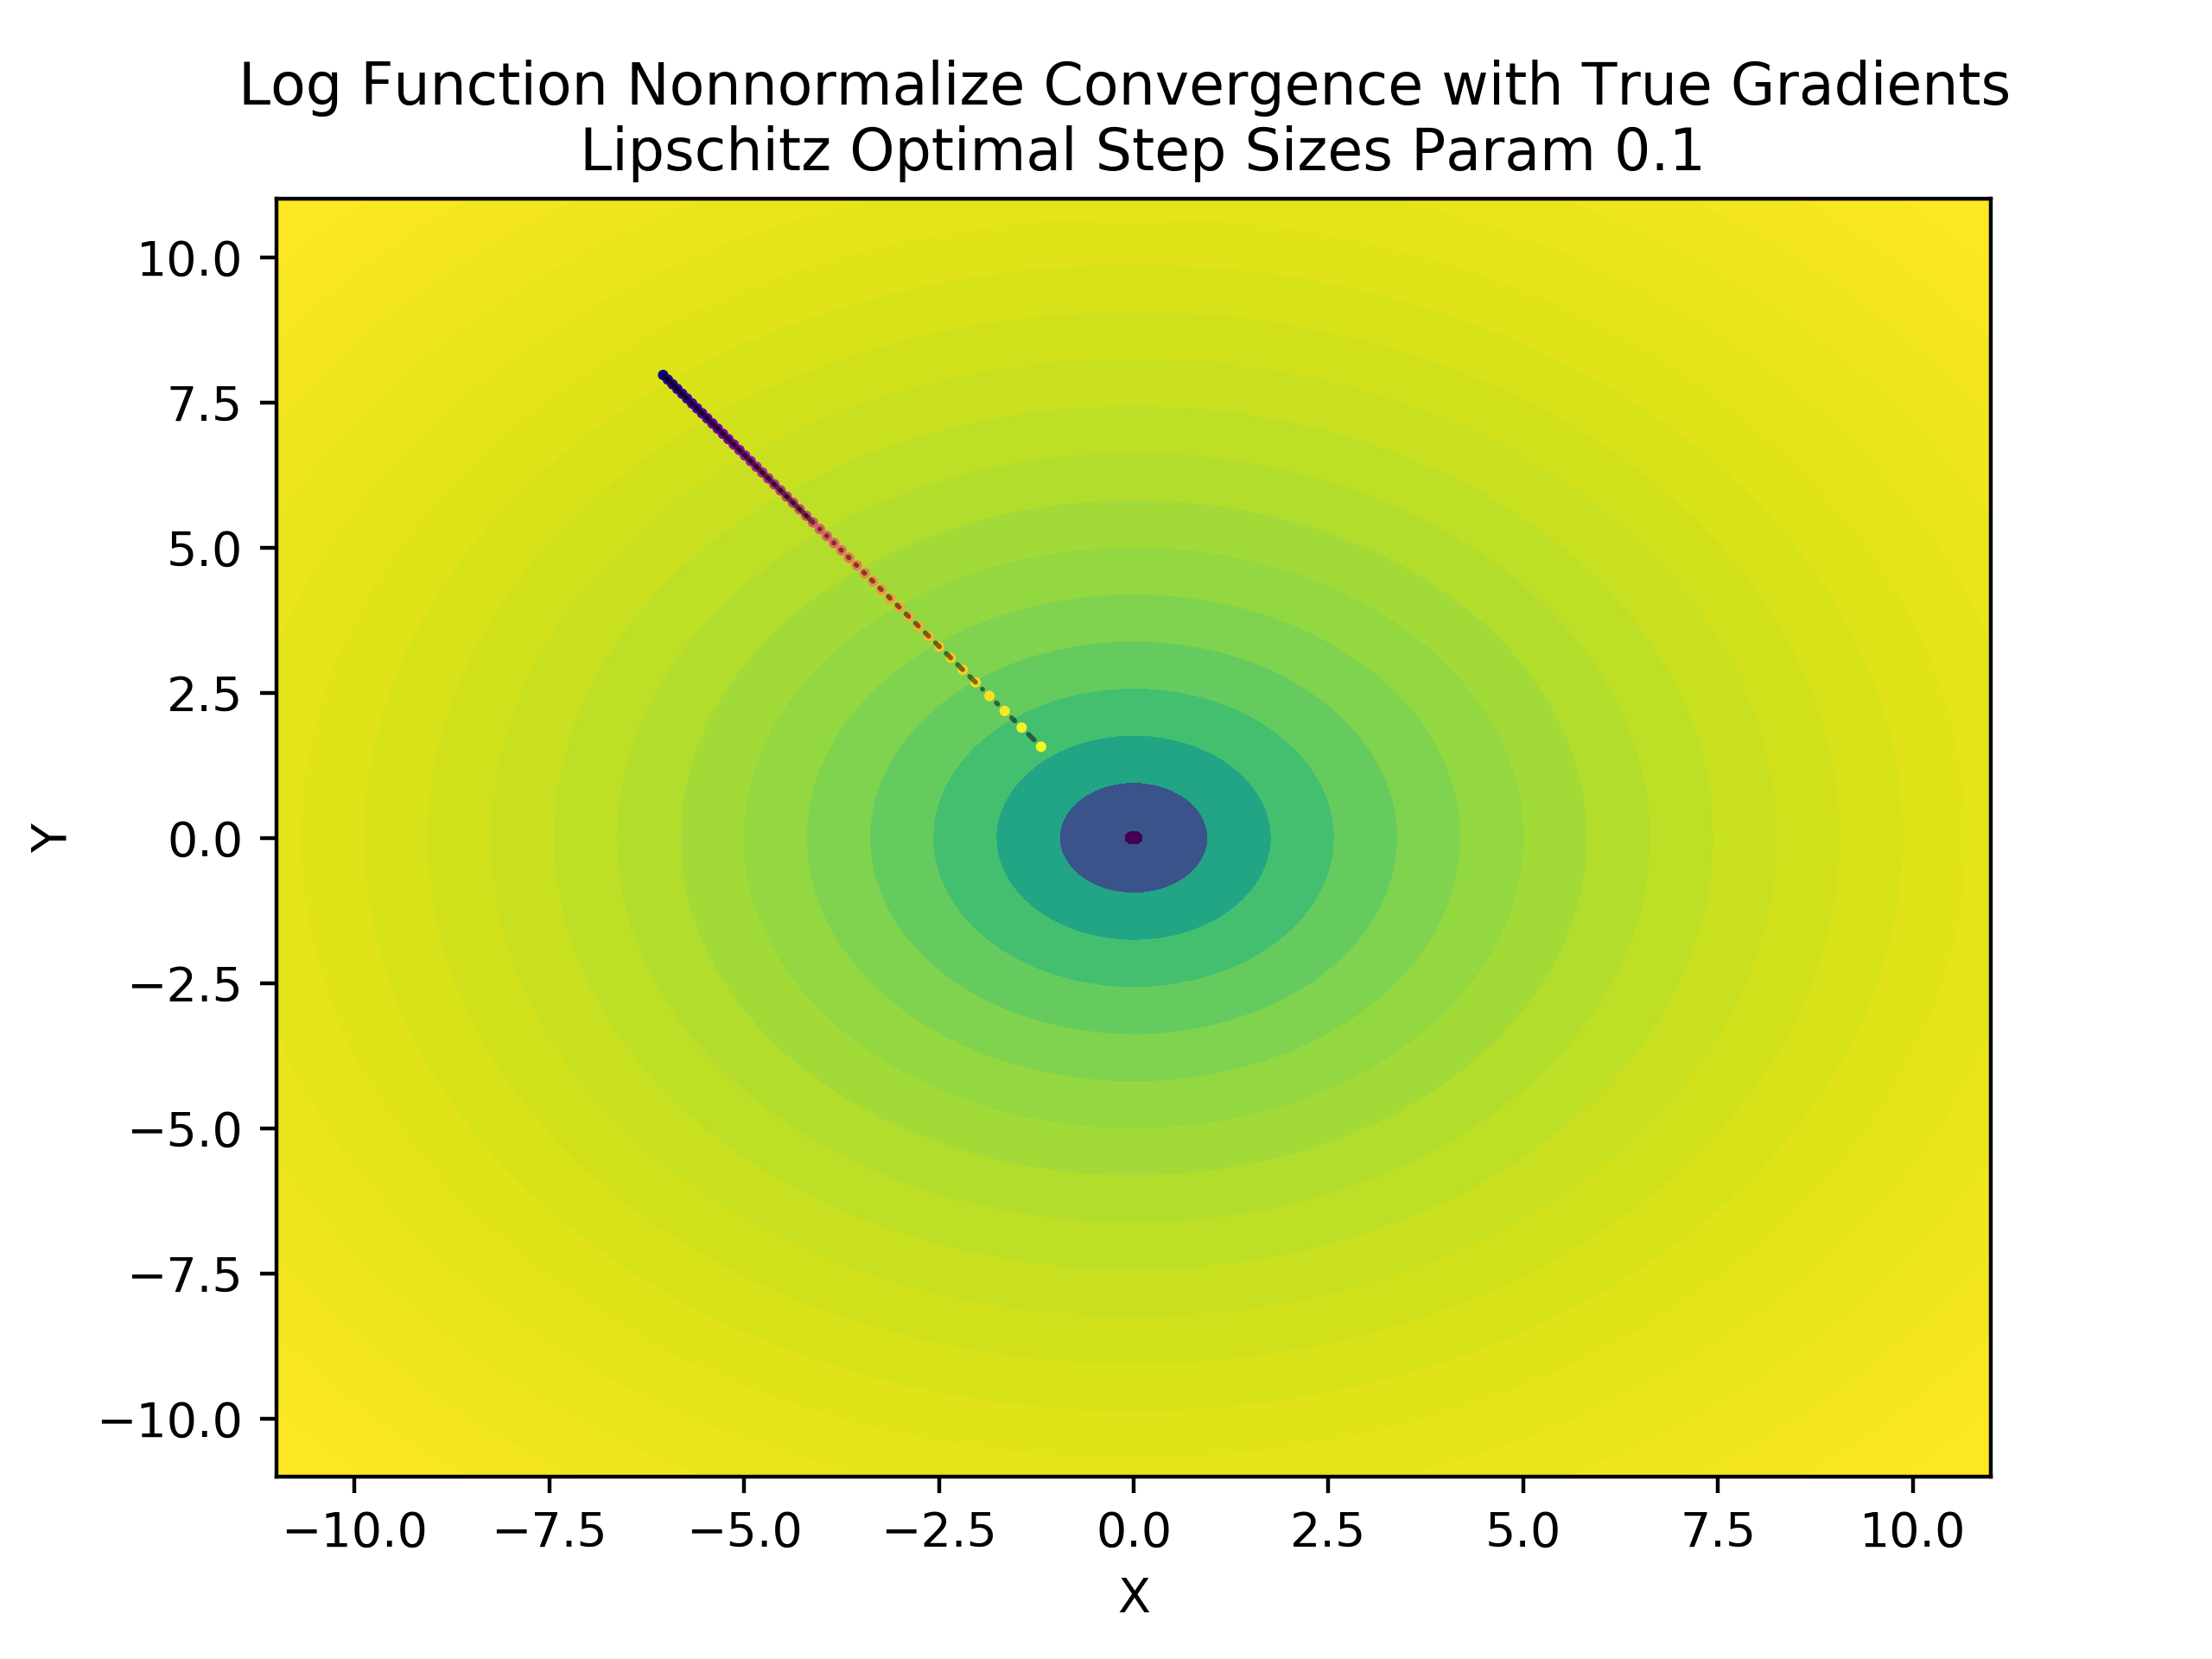 Log Function Nonnormalize Convergence with True Gradients
Lipschitz Optimal Step Sizes Param 0.1
10.0
7.5
5.0
2.5
0.0
−2.5
−5.0
−7.5
−10.0
Y
−10.0 −7.5 −5.0 −2.5 0.0 2.5 5.0 7.5 10.0
X